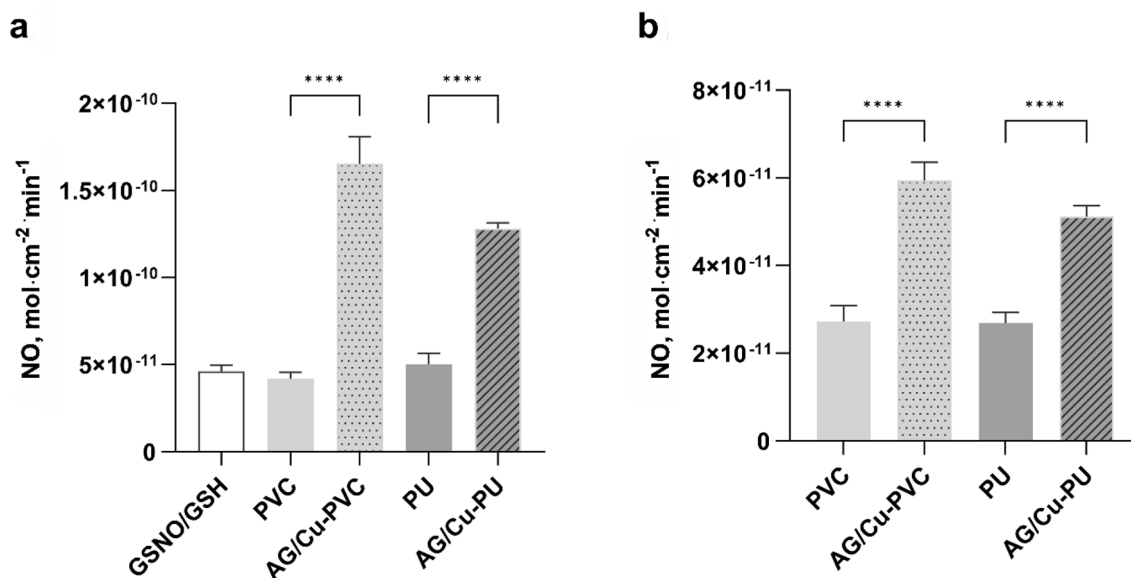 a
**** ****
2×10⁻¹⁰
1.5×10⁻¹⁰
1×10⁻¹⁰
5×10⁻¹¹
0
NO, mol·cm⁻²·min⁻¹
GSNO/GSH
PVC
AG/Cu-PVC
PU
AG/Cu-PU
b
**** ****
8×10⁻¹¹
6×10⁻¹¹
4×10⁻¹¹
2×10⁻¹¹
0
NO, mol·cm⁻²·min⁻¹
PVC
AG/Cu-PVC
PU
AG/Cu-PU